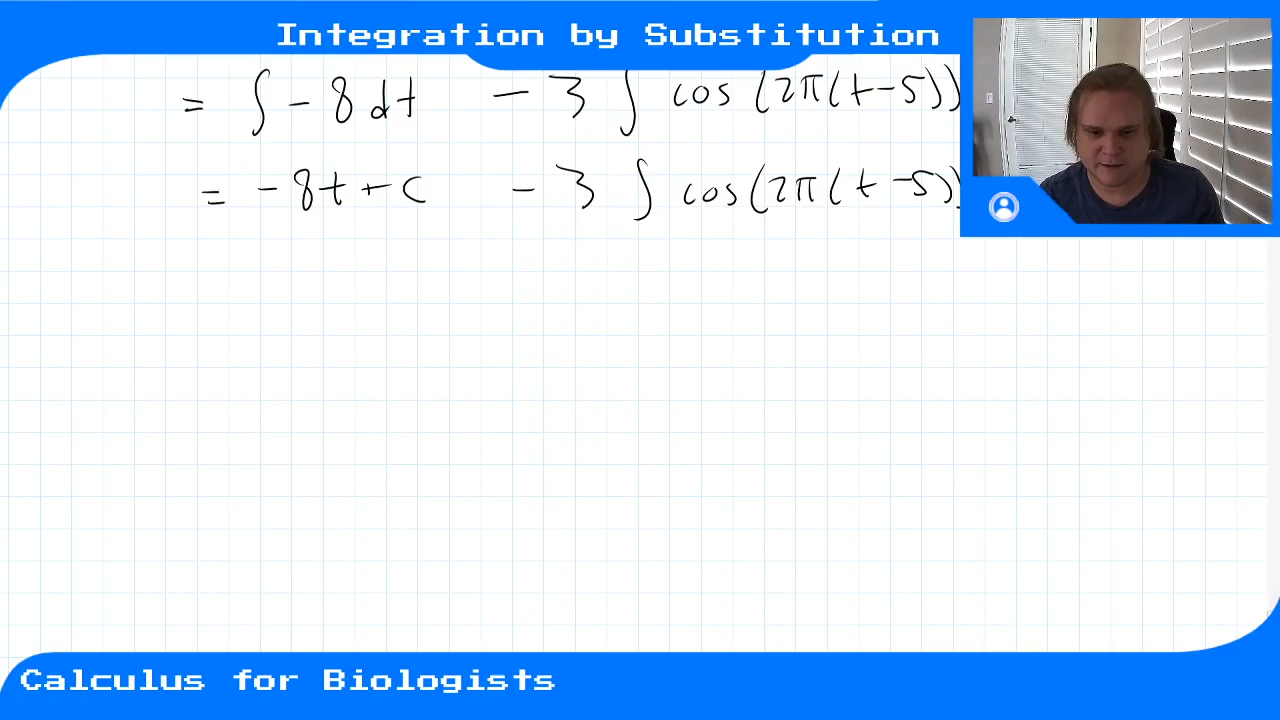 Integration by Substitution
= ∫ - 8 dt - 3 ∫ cos (2π(t-5))
= - 8t + c - 3 ∫ cos(2π(t-5))
Calculus for Biologists